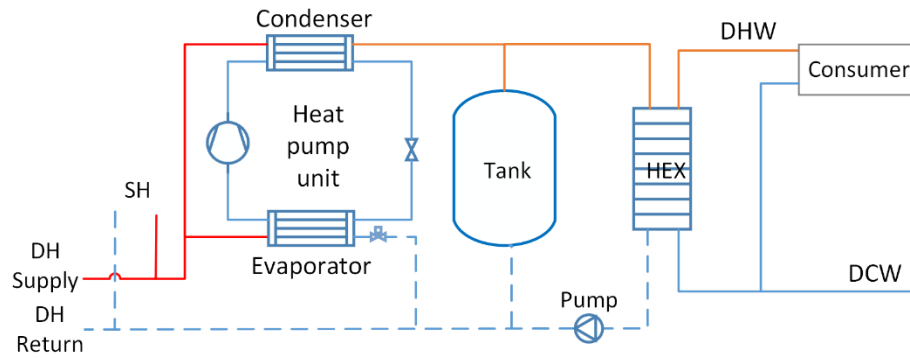 Condenser
DHW
Consumer
Heat
pump
unit
Tank
HEX
SH
Evaporator
DH
Supply
DH
Return
Pump
DCW